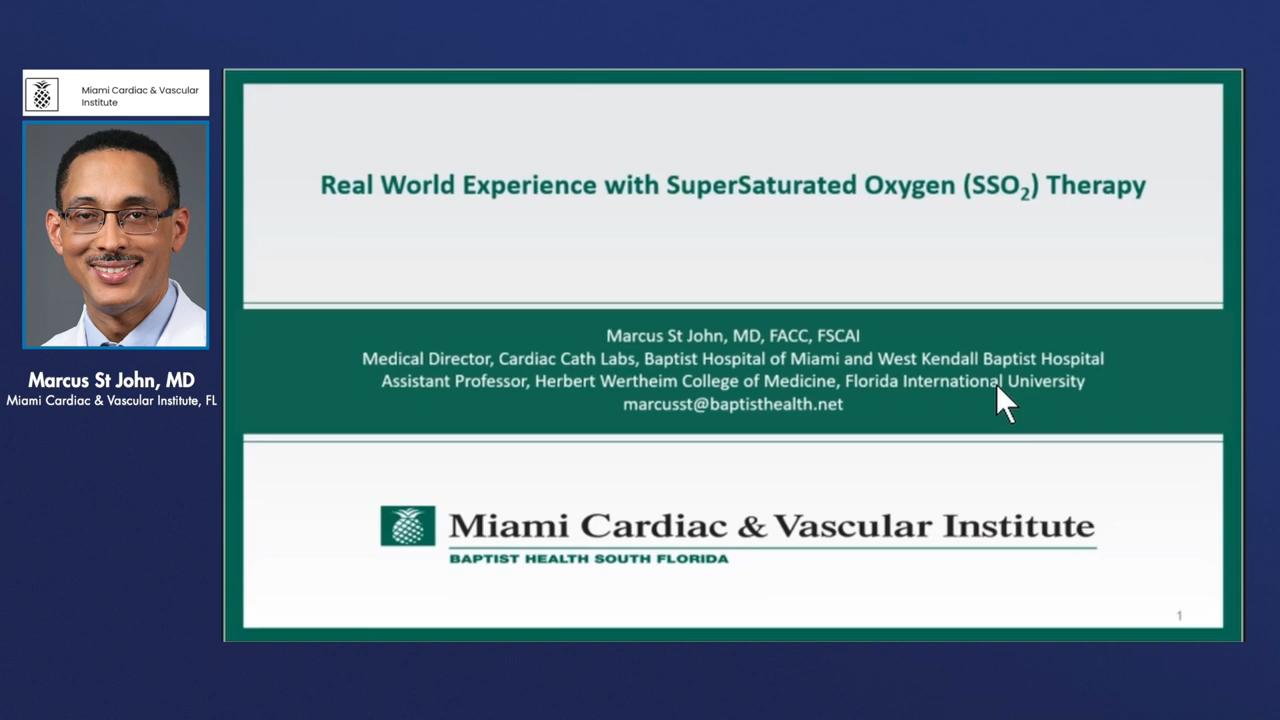 Miami Cardiac & Vascular
Institute
Marcus St John, MD
Miami Cardiac & Vascular Institute, FL
Real World Experience with SuperSaturated Oxygen (SSO₂) Therapy
Marcus St John, MD, FACC, FSCAI
Medical Director, Cardiac Cath Labs, Baptist Hospital of Miami and West Kendall Baptist Hospital
Assistant Professor, Herbert Wertheim College of Medicine, Florida International University
marcusst@baptisthealth.net
Miami Cardiac & Vascular Institute
BAPTIST HEALTH SOUTH FLORIDA
1